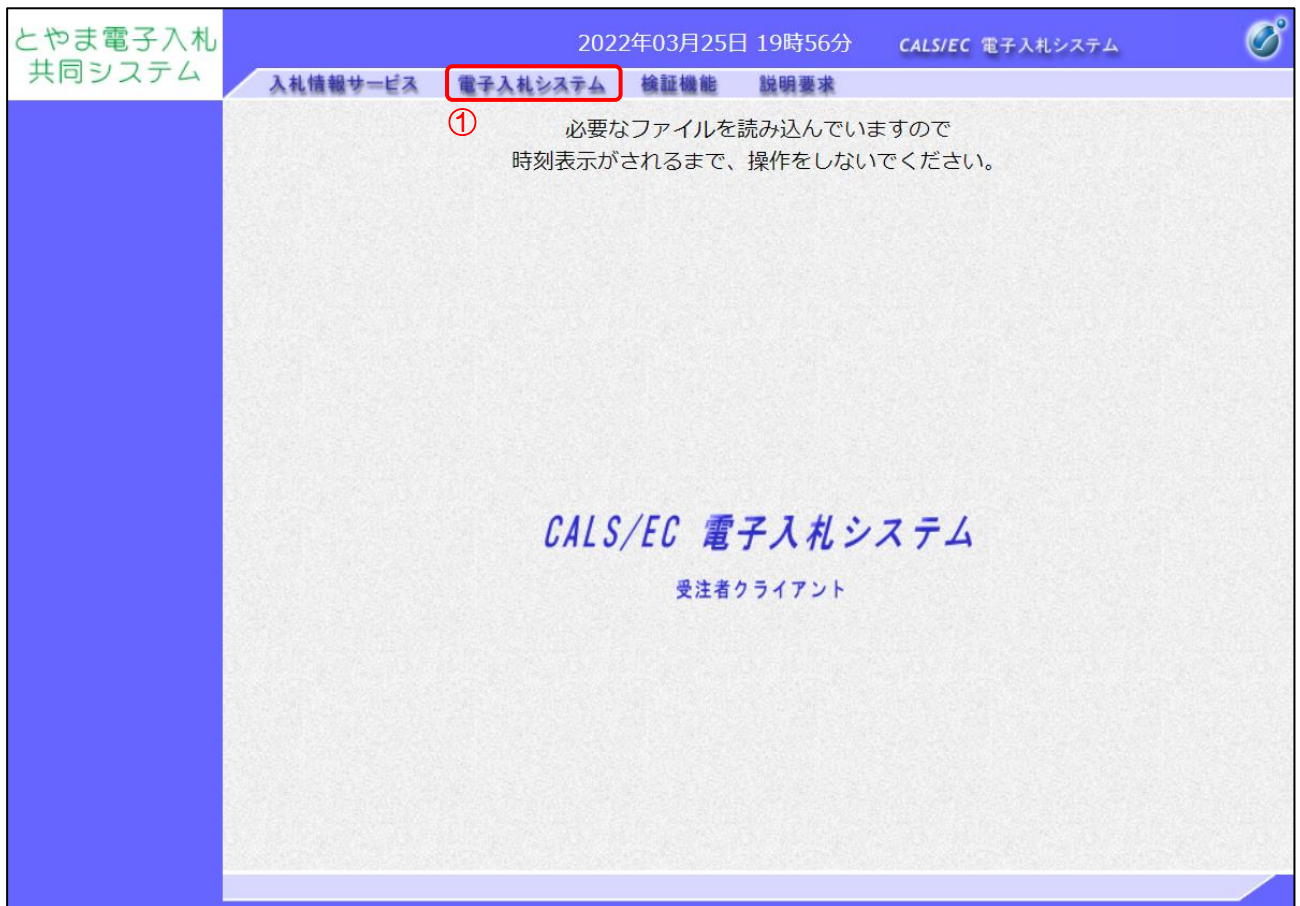 とやま電子入札
共同システム
2022年03月25日 19時56分
CALS/EC 電子入札システム
入札情報サービス 電子入札システム 検証機能 説明要求
①
必要なファイルを読み込んでいますので
時刻表示がされるまで、操作をしないでください。
CALS/EC 電子入札システム
受注者クライアント